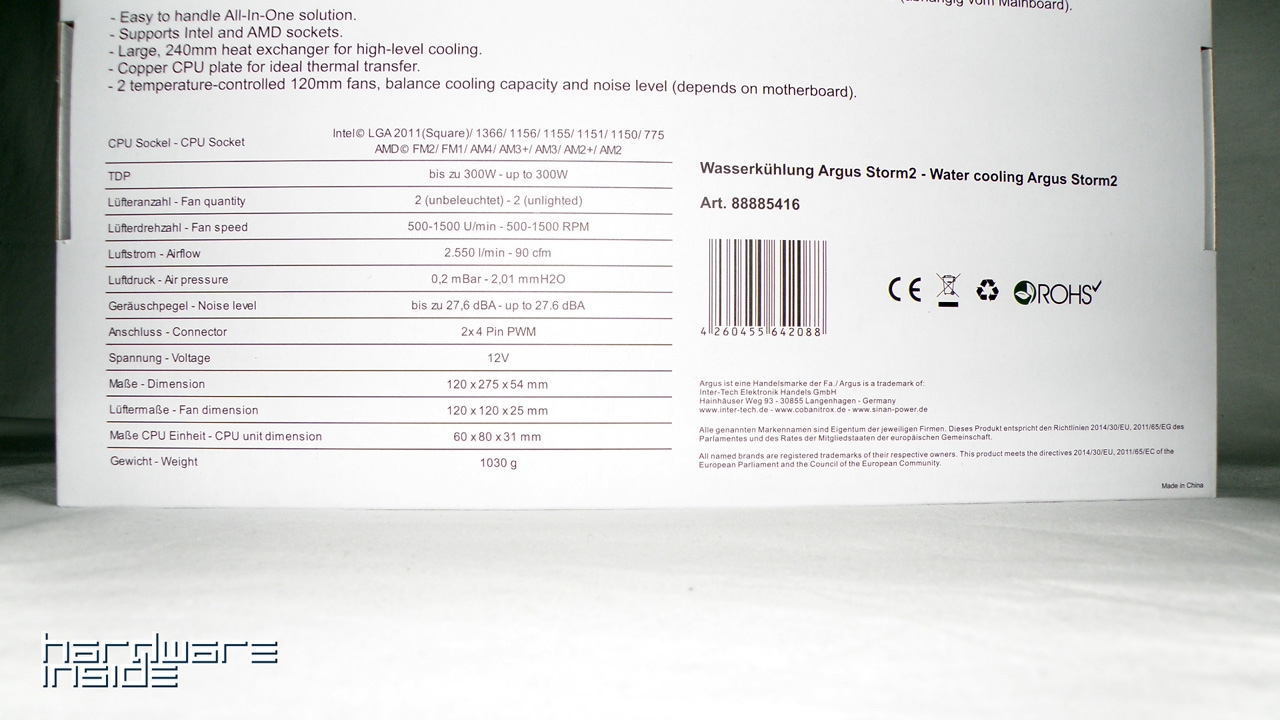 (abhängig vom Mainboard).
- Easy to handle All-In-One solution.
- Supports Intel and AMD sockets.
- Large, 240mm heat exchanger for high-level cooling.
- Copper CPU plate for ideal thermal transfer.
- 2 temperature-controlled 120mm fans, balance cooling capacity and noise level (depends on motherboard).
CPU Sockel - CPU Socket
Intel© LGA 2011(Square)/ 1366/ 1156/ 1155/ 1151/ 1150/ 775
AMD© FM2/ FM1/ AM4/ AM3+/ AM3/ AM2+/ AM2
TDP bis zu 300W - up to 300W
Lüfteranzahl - Fan quantity 2 (unbeleuchtet) - 2 (unlighted)
Lüfterdrehzahl - Fan speed 500-1500 U/min - 500-1500 RPM
Luftstrom - Airflow 2.550 l/min - 90 cfm
Luftdruck - Air pressure 0,2 mBar - 2,01 mmH2O
Geräuschpegel - Noise level bis zu 27,6 dBA - up to 27.6 dBA
Anschluss - Connector 2x 4 Pin PWM
Spannung - Voltage 12V
Maße - Dimension 120 x 275 x 54 mm
Lüftermaße - Fan dimension 120 x 120 x 25 mm
Maße CPU Einheit - CPU unit dimension 60 x 80 x 31 mm
Gewicht - Weight 1030 g
Wasserkühlung Argus Storm2 - Water cooling Argus Storm2
Art. 88885416
4 260455 642088
CE
ROHS
Argus ist eine Handelsmarke der Fa./ Argus is a trademark of:
Inter-Tech Elektronik Handels GmbH
Hainhäuser Weg 93 - 30855 Langenhagen - Germany
www.inter-tech.de - www.cobanitrox.de - www.sinan-power.de
Alle genannten Markennamen sind Eigentum der jeweiligen Firmen. Dieses Produkt entspricht den Richtlinien 2014/30/EU, 2011/65/EG des
Parlamentes und des Rates der Mitgliedstaaten der europäischen Gemeinschaft.
All named brands are registered trademarks of their respective owners. This product meets the directives 2014/30/EU, 2011/65/EC of the
European Parliament and the Council of the European Community.
Made in China
hardware
inside